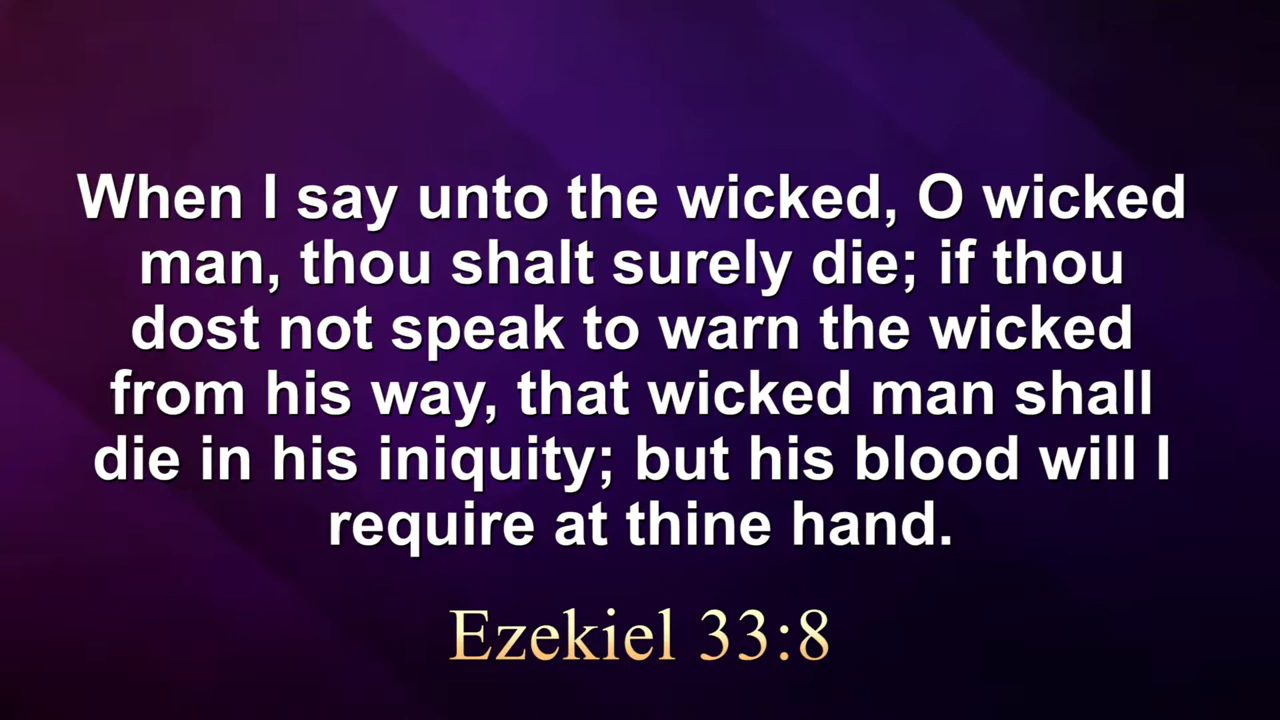 When I say unto the wicked, O wicked
man, thou shalt surely die; if thou
dost not speak to warn the wicked
from his way, that wicked man shall
die in his iniquity; but his blood will I
require at thine hand.
Ezekiel 33:8